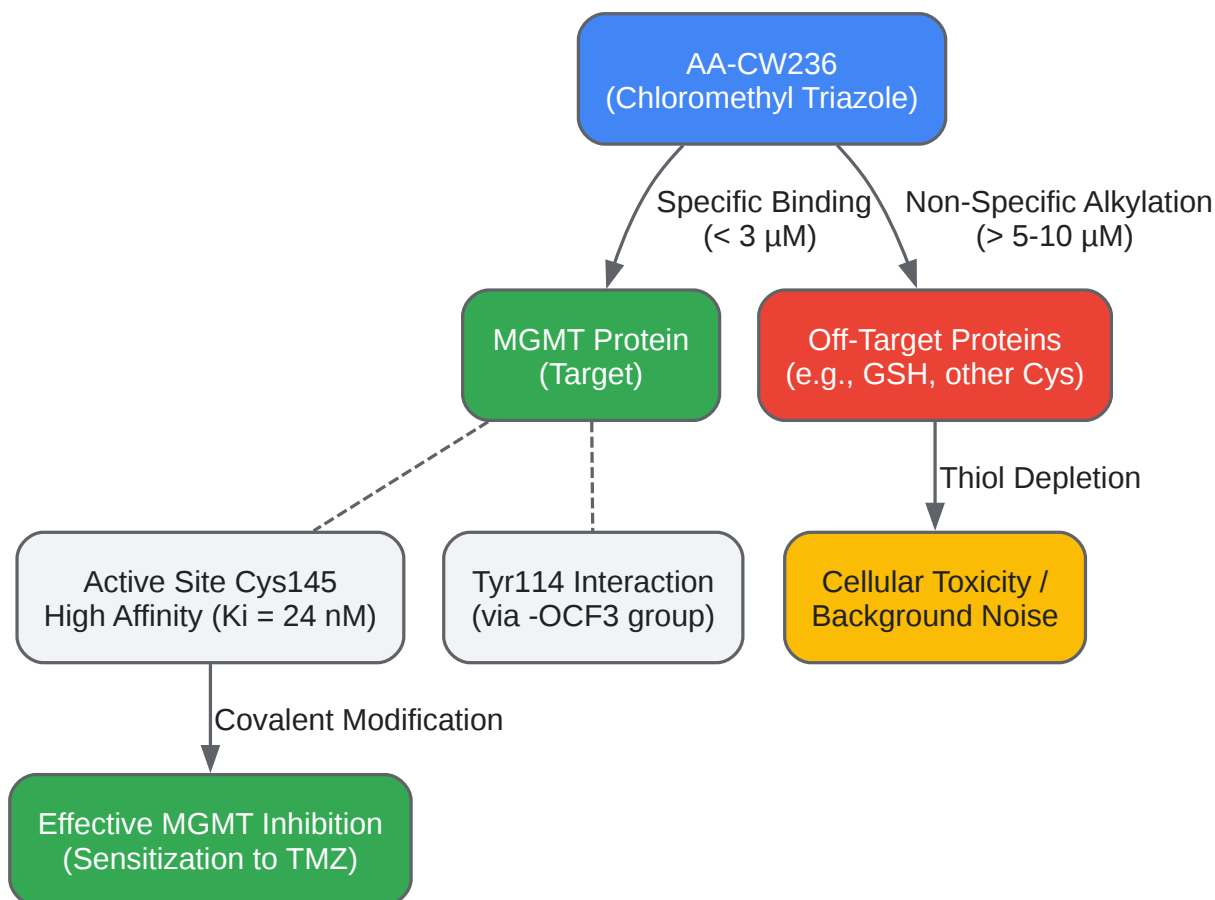 AA-CW236
(Chloromethyl Triazole)
Specific Binding
(< 3 µM)
Non-Specific Alkylation
(> 5-10 µM)
MGMT Protein
(Target)
Off-Target Proteins
(e.g., GSH, other Cys)
Thiol Depletion
Active Site Cys145
High Affinity (Ki = 24 nM)
Tyr114 Interaction
(via -OCF3 group)
Cellular Toxicity /
Background Noise
Covalent Modification
Effective MGMT Inhibition
(Sensitization to TMZ)